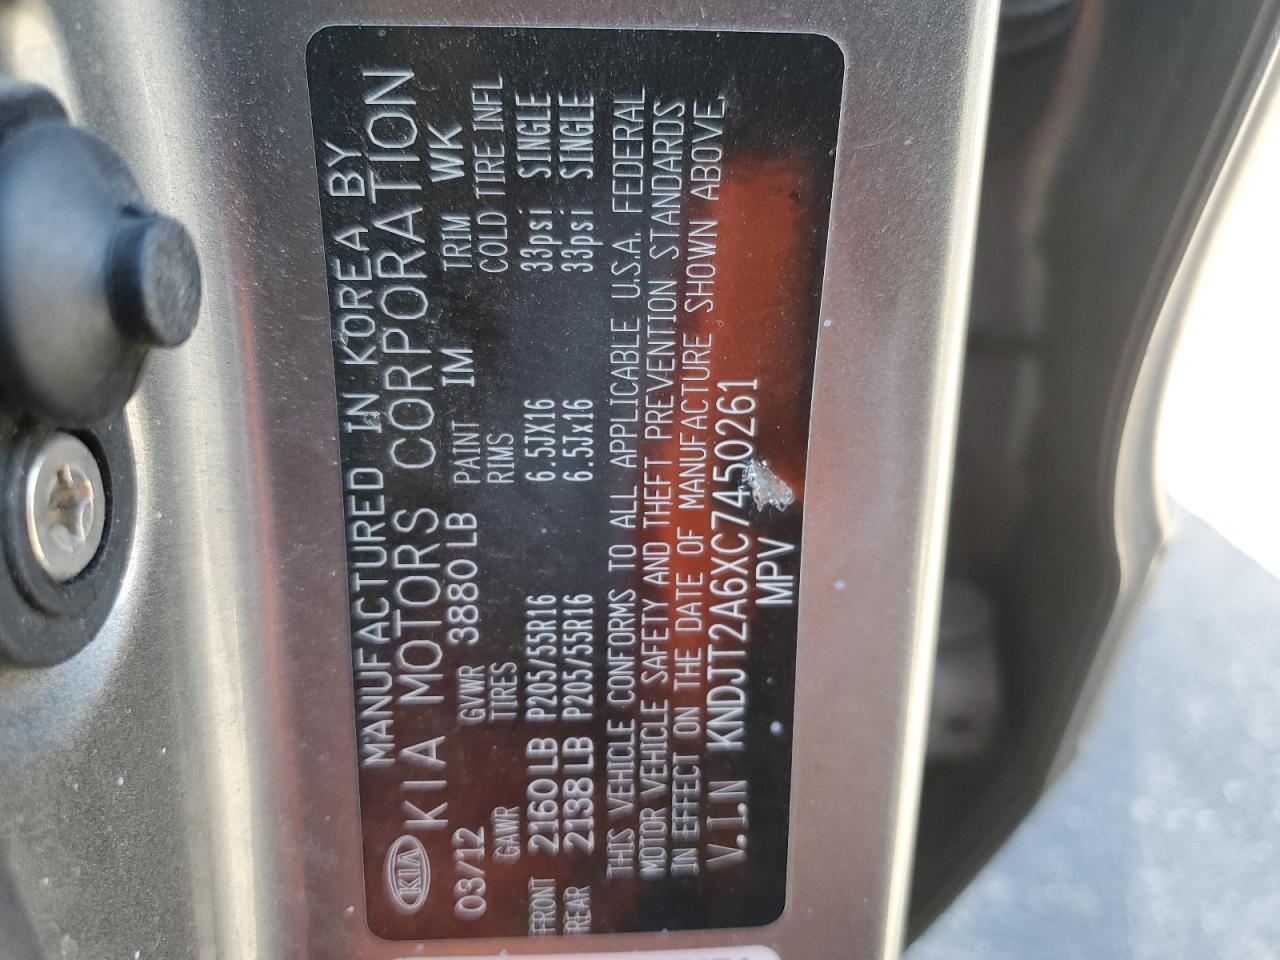 MANUFACTURED IN KOREA BY
KIA KIA MOTORS CORPORATION
03/12 GVWR 3880LB PAINT IM TRIM WK
GAWR TIRES RIMS COLD TIRE INFL
FRONT 2160LB P205/55R16 6.5JX16 33psi SINGLE
REAR 2138LB P205/55R16 6.5Jx16 33psi SINGLE
THIS VEHICLE CONFORMS TO ALL APPLICABLE U.S.A. FEDERAL
MOTOR VEHICLE SAFETY AND THEFT PREVENTION STANDARDS
IN EFFECT ON THE DATE OF MANUFACTURE SHOWN ABOVE.
V.I.N KNDJT2A6XC7450261
MPV